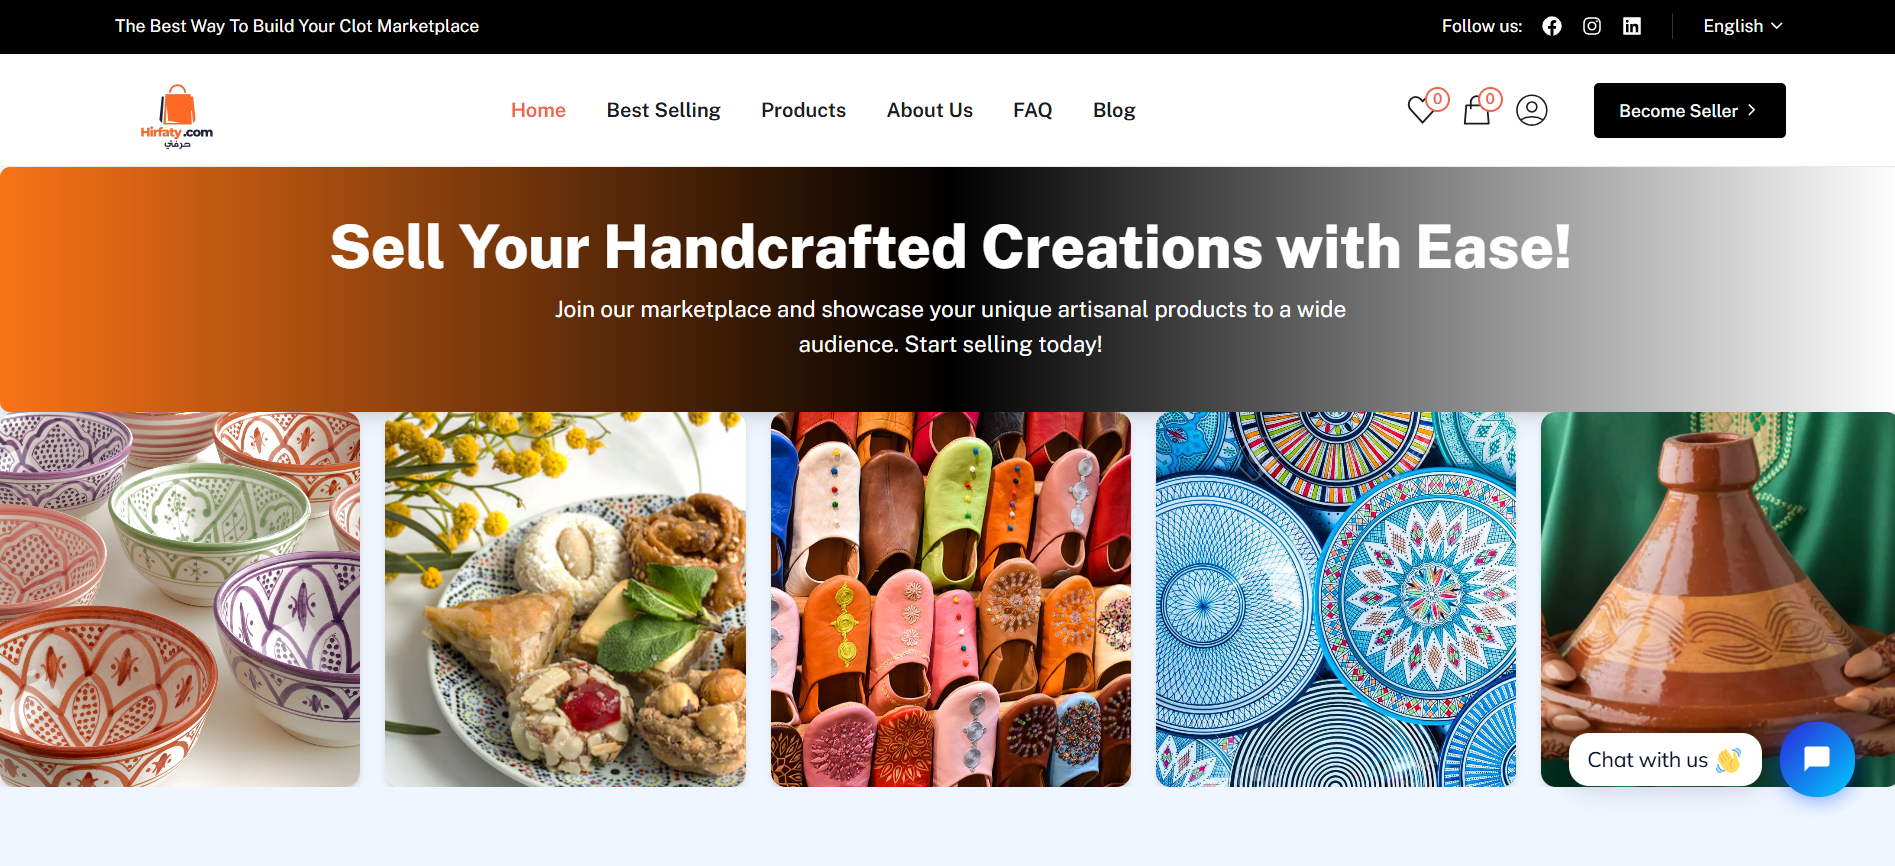 The Best Way To Build Your Clot Marketplace
Follow us:
English
Hirfaty.com
حرفتي
Home
Best Selling
Products
About Us
FAQ
Blog
0
0
Become Seller
Sell Your Handcrafted Creations with Ease!
Join our marketplace and showcase your unique artisanal products to a wide
audience. Start selling today!
Chat with us 👋